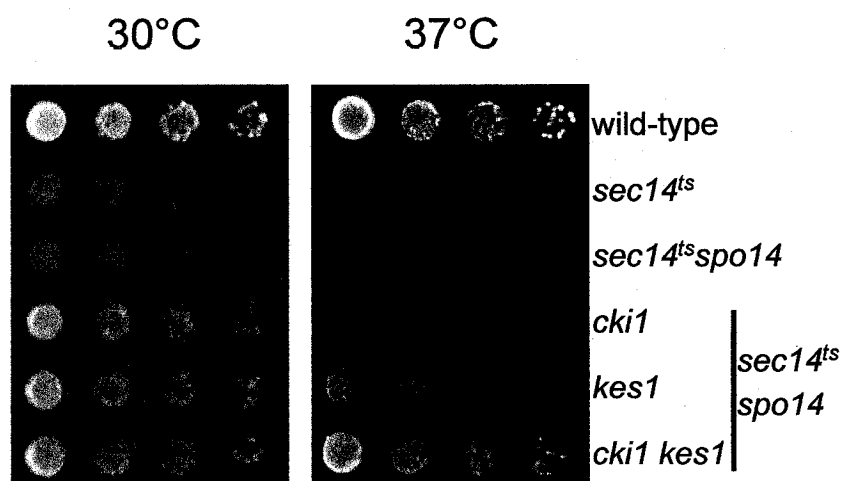 30°C 37°C
wild-type
sec14ts
sec14tsspo14
cki1
kes1
cki1 kes1
sec14ts
spo14